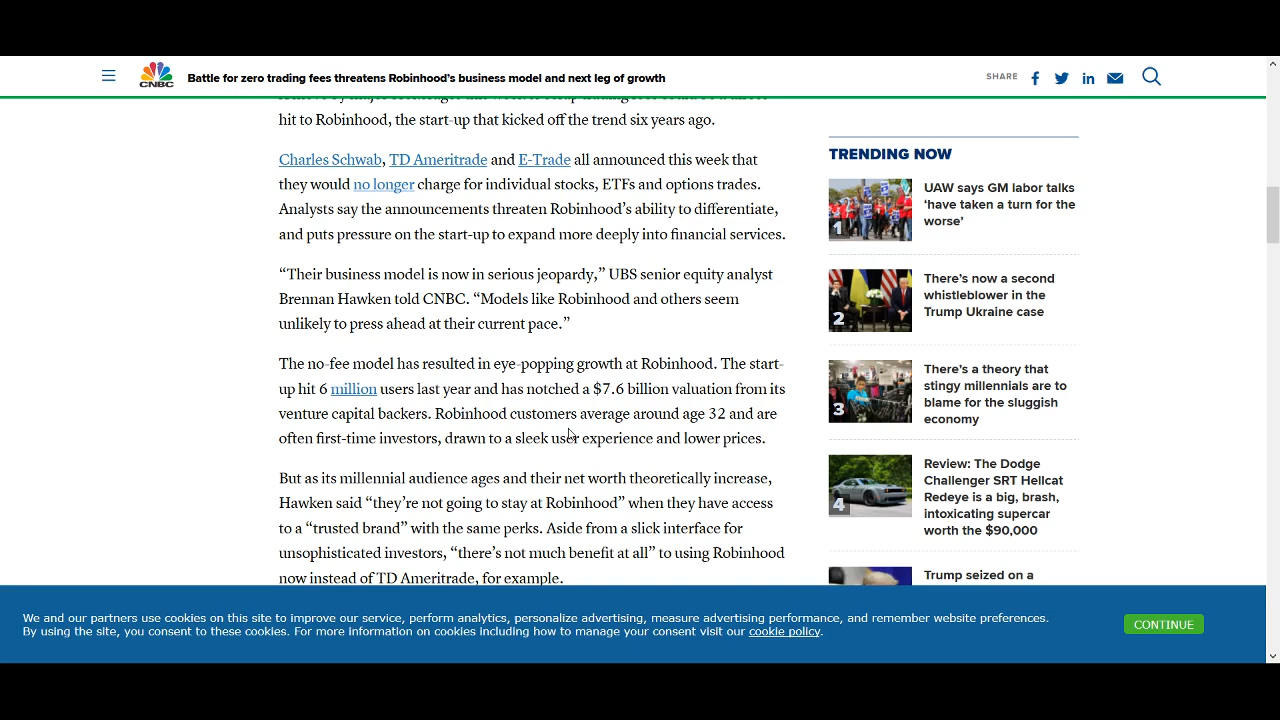 CNBC
Battle for zero trading fees threatens Robinhood's business model and next leg of growth
SHARE
hit to Robinhood, the start-up that kicked off the trend six years ago.
Charles Schwab, TD Ameritrade and E-Trade all announced this week that
they would no longer charge for individual stocks, ETFs and options trades.
Analysts say the announcements threaten Robinhood's ability to differentiate,
and puts pressure on the start-up to expand more deeply into financial services.
“Their business model is now in serious jeopardy,” UBS senior equity analyst
Brennan Hawken told CNBC. “Models like Robinhood and others seem
unlikely to press ahead at their current pace.”
The no-fee model has resulted in eye-popping growth at Robinhood. The start-
up hit 6 million users last year and has notched a $7.6 billion valuation from its
venture capital backers. Robinhood customers average around age 32 and are
often first-time investors, drawn to a sleek user experience and lower prices.
But as its millennial audience ages and their net worth theoretically increase,
Hawken said “they're not going to stay at Robinhood” when they have access
to a “trusted brand” with the same perks. Aside from a slick interface for
unsophisticated investors, “there's not much benefit at all” to using Robinhood
now instead of TD Ameritrade, for example.
TRENDING NOW
1
UAW says GM labor talks
‘have taken a turn for the
worse’
2
There's now a second
whistleblower in the
Trump Ukraine case
3
There's a theory that
stingy millennials are to
blame for the sluggish
economy
4
Review: The Dodge
Challenger SRT Hellcat
Redeye is a big, brash,
intoxicating supercar
worth the $90,000
Trump seized on a
We and our partners use cookies on this site to improve our service, perform analytics, personalize advertising, measure advertising performance, and remember website preferences.
By using the site, you consent to these cookies. For more information on cookies including how to manage your consent visit our cookie policy.
CONTINUE